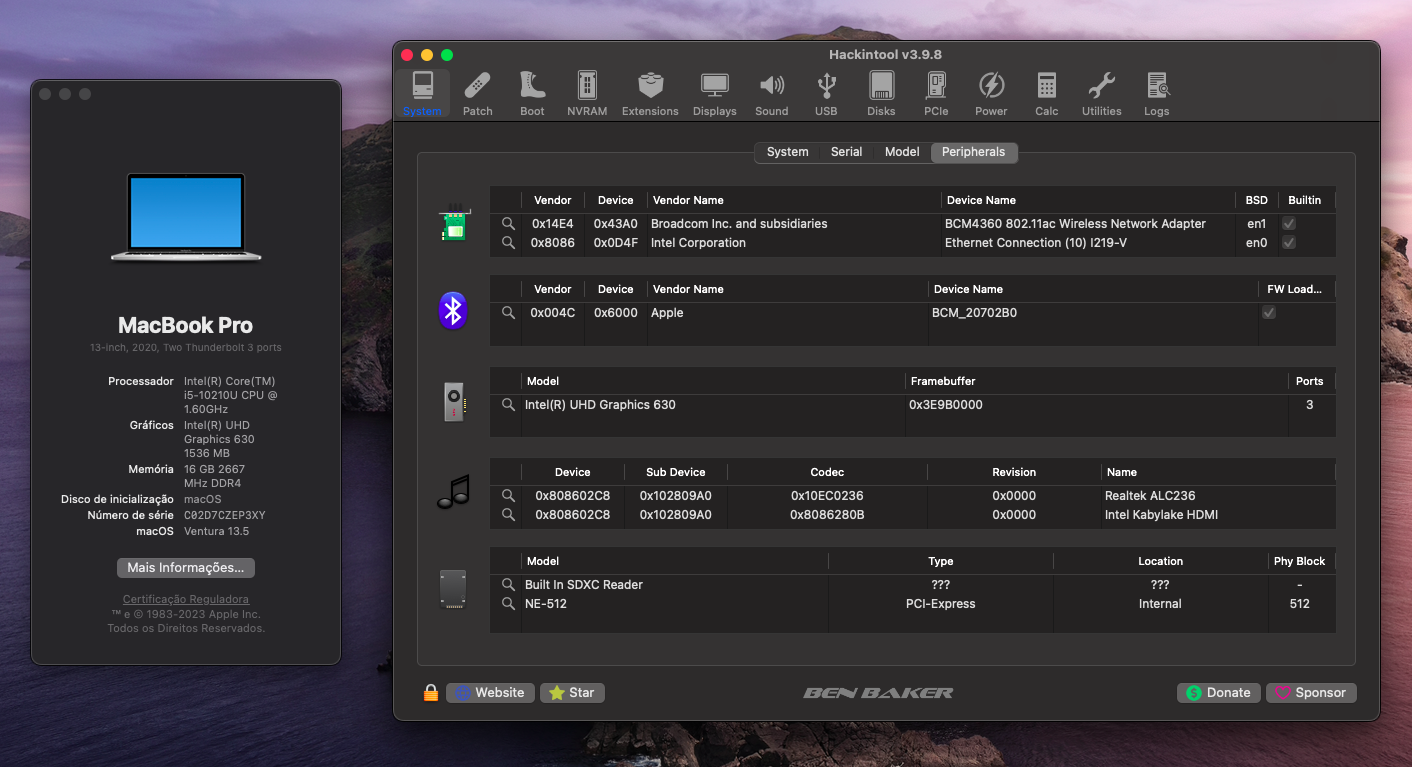 MacBook Pro
13-inch, 2020, Two Thunderbolt 3 ports
Processador Intel(R) Core(TM)
i5-10210U CPU @
1.60GHz
Gráficos Intel(R) UHD
Graphics 630
1536 MB
Memória 16 GB 2667
MHz DDR4
Disco de inicialização macOS
Número de série C02D7CZEP3XY
macOS Ventura 13.5
Mais Informações...
Certificação Reguladora
™ e © 1983-2023 Apple Inc.
Todos os Direitos Reservados.
Hackintool v3.9.8
System Patch Boot NVRAM Extensions Displays Sound USB Disks PCIe Power Calc Utilities Logs
System Serial Model Peripherals
Vendor Device Vendor Name Device Name BSD Builtin
0x14E4 0x43A0 Broadcom Inc. and subsidiaries BCM4360 802.11ac Wireless Network Adapter en1
0x8086 0x0D4F Intel Corporation Ethernet Connection (10) I219-V en0
Vendor Device Vendor Name Device Name FW Load...
0x004C 0x6000 Apple BCM_20702B0
Model Framebuffer Ports
Intel(R) UHD Graphics 630 0x3E9B0000 3
Device Sub Device Codec Revision Name
0x808602C8 0x102809A0 0x10EC0236 0x0000 Realtek ALC236
0x808602C8 0x102809A0 0x8086280B 0x0000 Intel Kabylake HDMI
Model Type Location Phy Block
Built In SDXC Reader ??? ??? -
NE-512 PCI-Express Internal 512
Website Star BEN BAKER Donate Sponsor